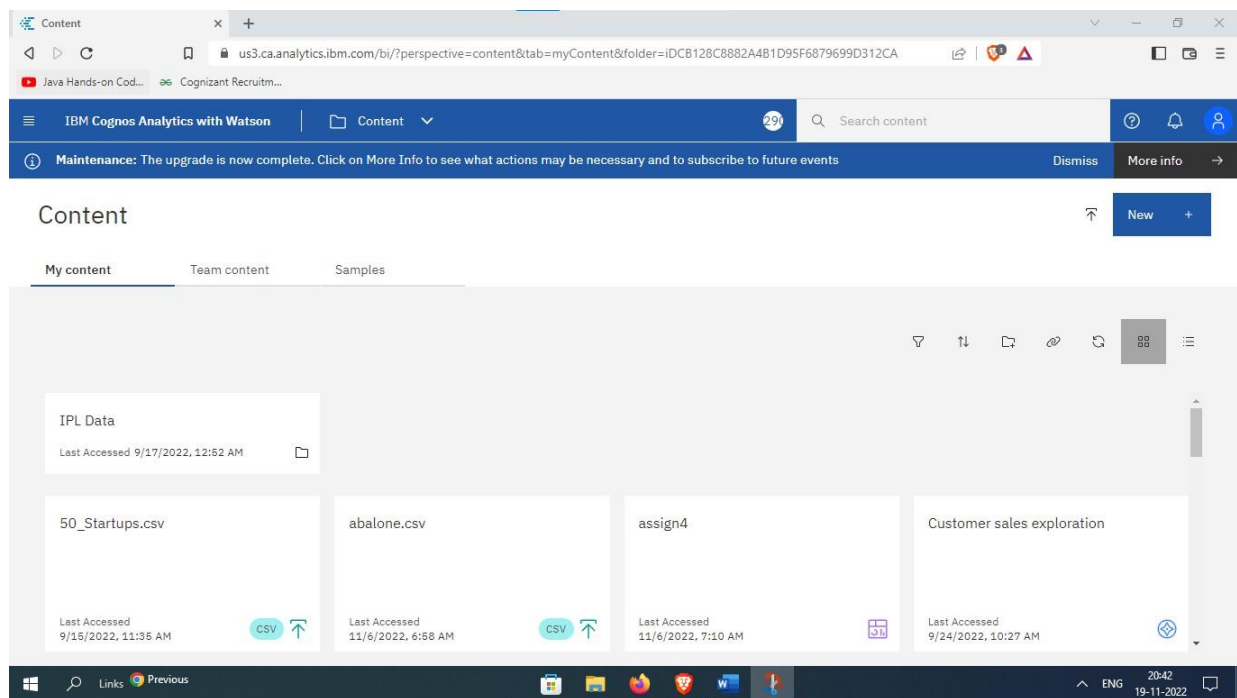 Content
us3.ca.analytics.ibm.com/bi/?perspective=content&tab=myContent&folder=iDCB128C8882A4B1D95F6879699D312CA
Java Hands-on Cod...
Cognizant Recruitm...
IBM Cognos Analytics with Watson
Content
290
Search content
Maintenance: The upgrade is now complete. Click on More Info to see what actions may be necessary and to subscribe to future events
Dismiss
More info
Content
New +
My content
Team content
Samples
IPL Data
Last Accessed 9/17/2022, 12:52 AM
50_Startups.csv
abalone.csv
assign4
Customer sales exploration
Last Accessed
9/15/2022, 11:35 AM
CSV
Last Accessed
11/6/2022, 6:58 AM
CSV
Last Accessed
11/6/2022, 7:10 AM
Last Accessed
9/24/2022, 10:27 AM
Links
Previous
W
ENG
20:42
19-11-2022